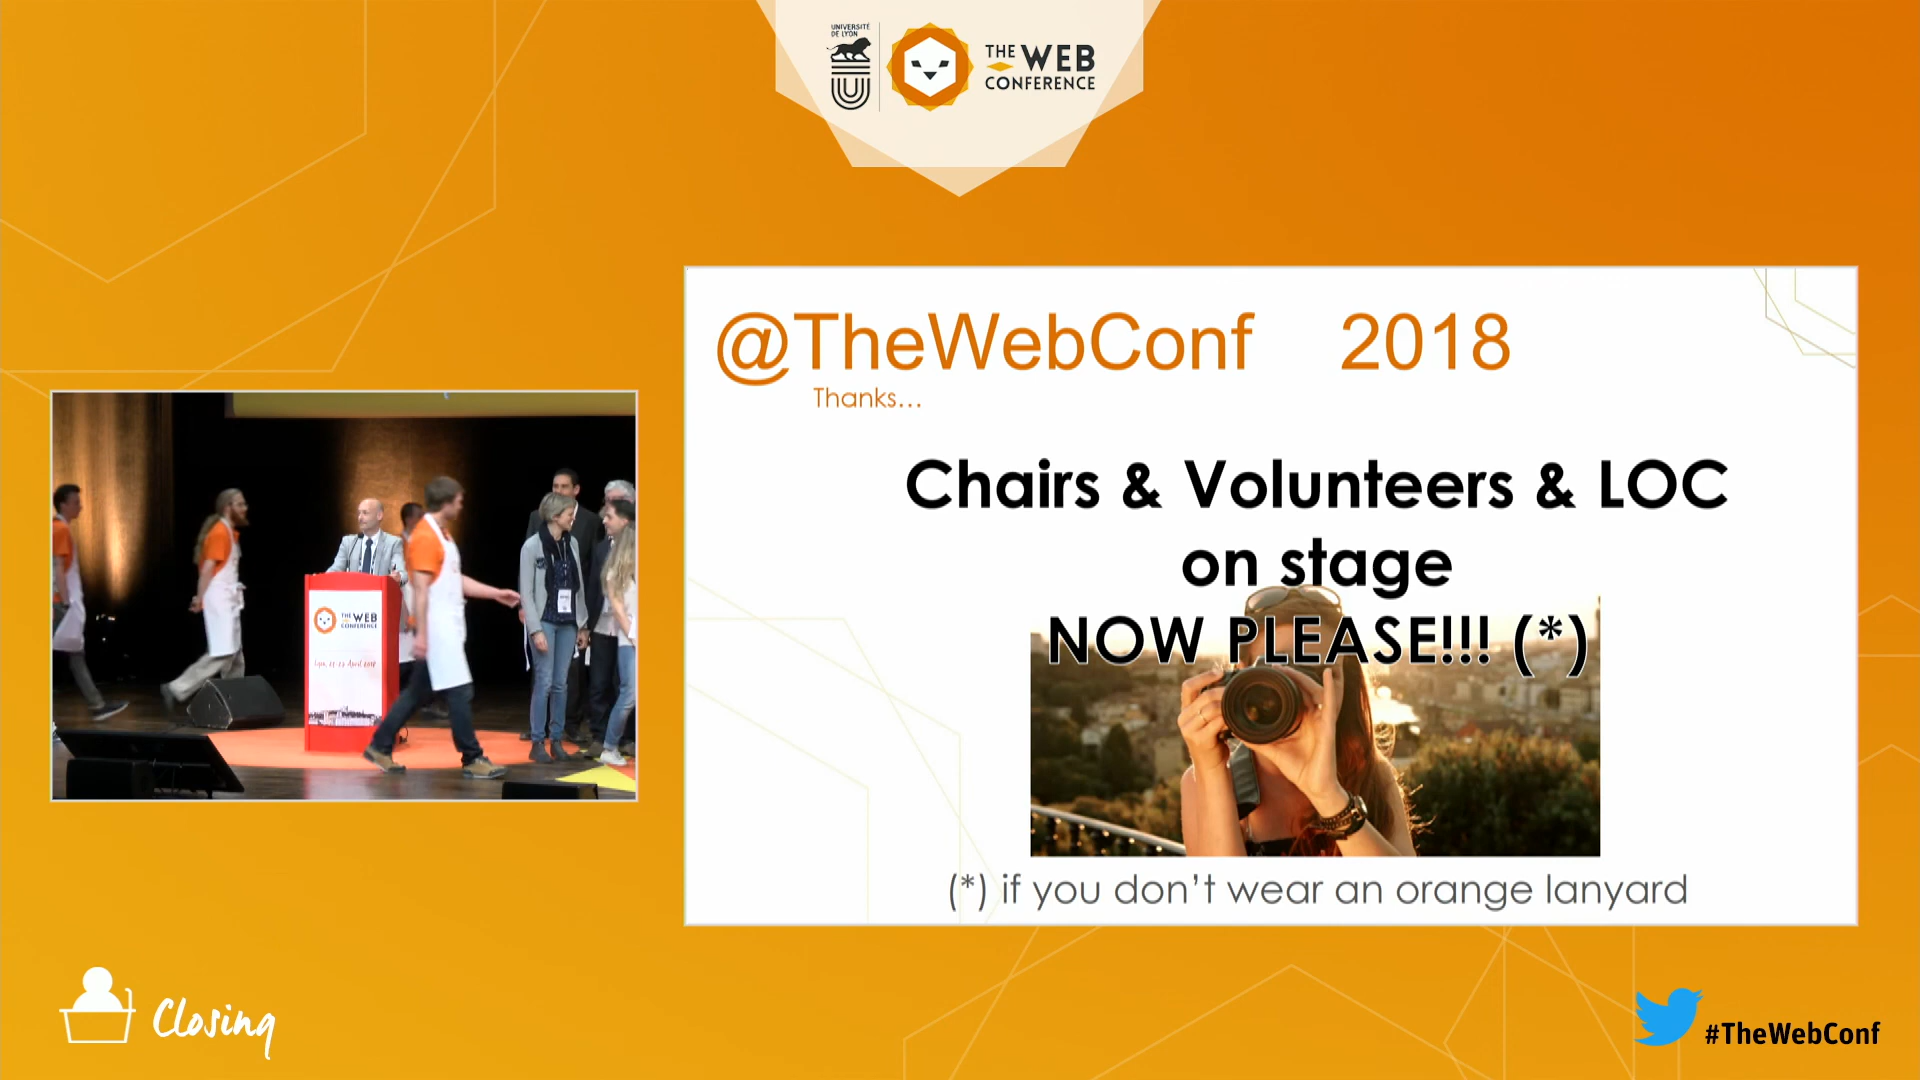 UNIVERSITÉ
DE LYON
THE WEB
CONFERENCE
@TheWebConf 2018
Thanks...
Chairs & Volunteers & LOC
on stage
NOW PLEASE!!! (*)
(*) if you don’t wear an orange lanyard
THE WEB
CONFERENCE
Closing
#TheWebConf